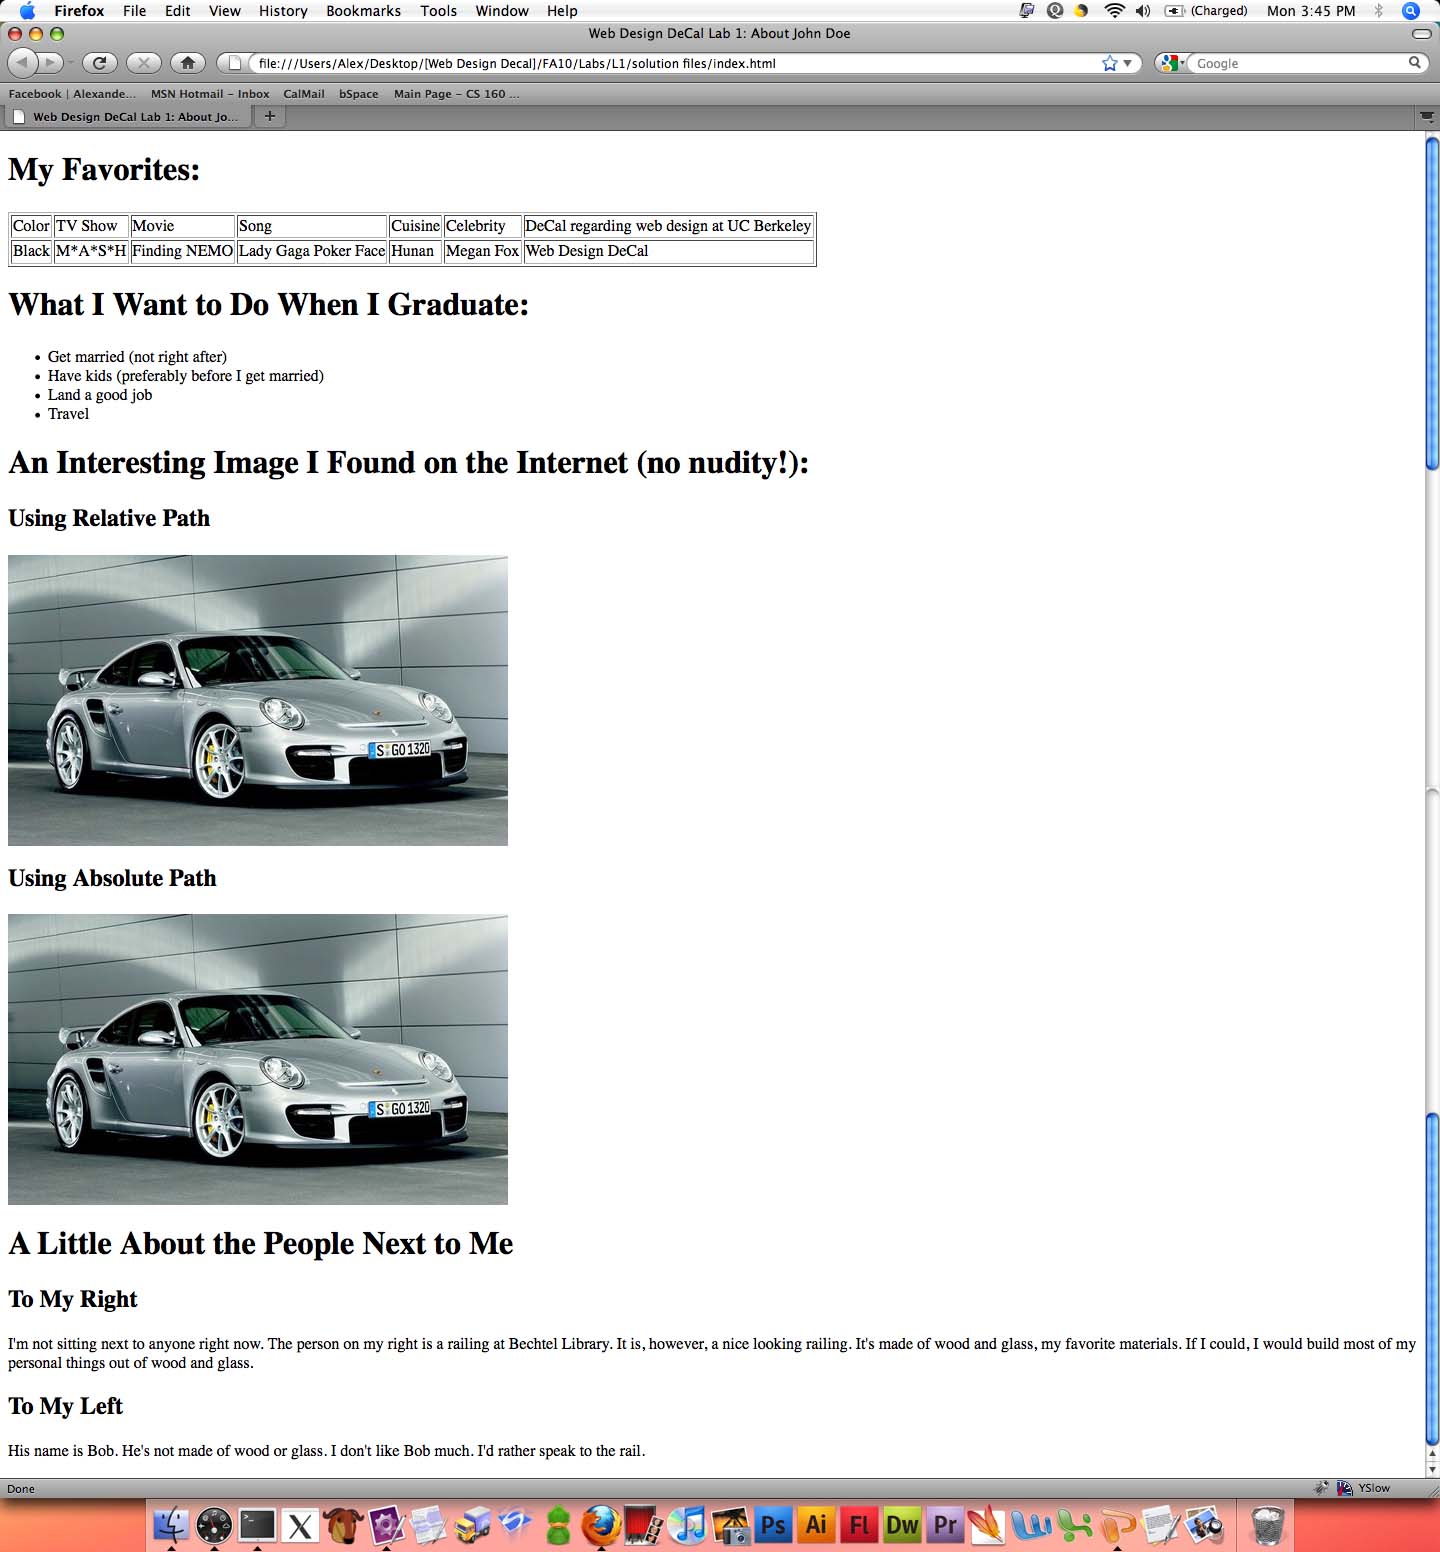 Firefox File Edit View History Bookmarks Tools Window Help (Charged) Mon 3:45 PM
Web Design DeCal Lab 1: About John Doe
file:///Users/Alex/Desktop/[Web Design Decal]/FA10/Labs/L1/solution files/index.html Google
Facebook | Alexande... MSN Hotmail - Inbox CalMail bSpace Main Page - CS 160 ...
Web Design DeCal Lab 1: About Jo... +
My Favorites:
Color TV Show Movie Song Cuisine Celebrity DeCal regarding web design at UC Berkeley
Black M*A*S*H Finding NEMO Lady Gaga Poker Face Hunan Megan Fox Web Design DeCal
What I Want to Do When I Graduate:
• Get married (not right after)
• Have kids (preferably before I get married)
• Land a good job
• Travel
An Interesting Image I Found on the Internet (no nudity!):
Using Relative Path
S GO 1320
Using Absolute Path
S GO 1320
A Little About the People Next to Me
To My Right
I'm not sitting next to anyone right now. The person on my right is a railing at Bechtel Library. It is, however, a nice looking railing. It's made of wood and glass, my favorite materials. If I could, I would build most of my
personal things out of wood and glass.
To My Left
His name is Bob. He's not made of wood or glass. I don't like Bob much. I'd rather speak to the rail.
Done YSlow
X Ps Ai Fl Dw Pr